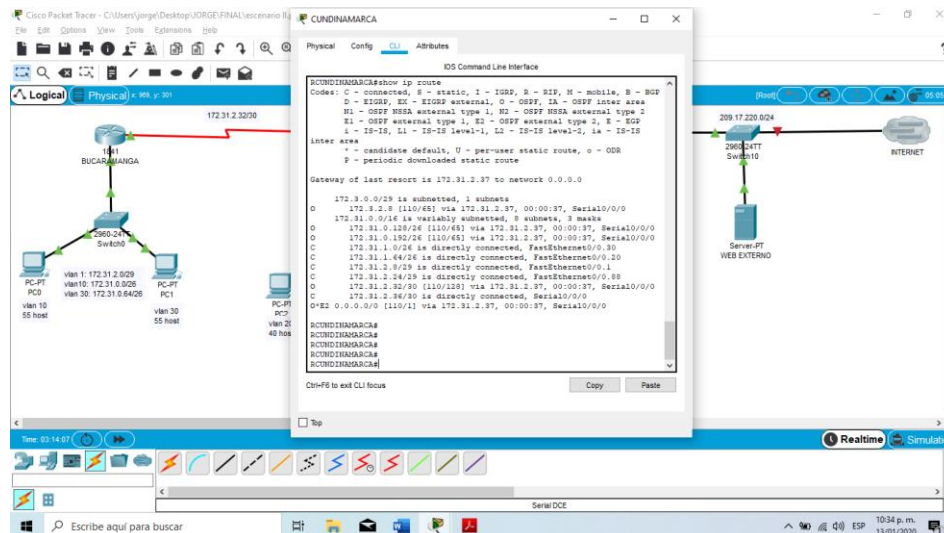 Cisco Packet Tracer - C:\Users\jorge\Desktop\JORGE\FINAL\escenario II.p
File Edit Options View Tools Extensions Help
Logical
Physical x: 969, y: 301
[Root]
05:05
172.31.2.32/30
1841
BUCARAMANGA
2960-24TT
Switch0
PC-PT
PC0
vlan 1: 172.31.2.0/29
vlan10: 172.31.0.0/26
vlan 30: 172.31.0.64/26
PC-PT
PC1
vlan 10
55 host
vlan 30
55 host
PC-PT
PC2
vlan 20
40 hos
CUNDINAMARCA
Physical Config CLI Attributes
IOS Command Line Interface
RCUNDINAMARCA#show ip route
Codes: C - connected, S - static, I - IGRP, R - RIP, M - mobile, B - BGP
D - EIGRP, EX - EIGRP external, O - OSPF, IA - OSPF inter area
N1 - OSPF NSSA external type 1, N2 - OSPF NSSA external type 2
E1 - OSPF external type 1, E2 - OSPF external type 2, E - EGP
i - IS-IS, L1 - IS-IS level-1, L2 - IS-IS level-2, ia - IS-IS
inter area
* - candidate default, U - per-user static route, o - ODR
P - periodic downloaded static route
Gateway of last resort is 172.31.2.37 to network 0.0.0.0
172.3.0.0/29 is subnetted, 1 subnets
O 172.3.2.8 [110/65] via 172.31.2.37, 00:00:37, Serial0/0/0
172.31.0.0/16 is variably subnetted, 8 subnets, 3 masks
O 172.31.0.128/26 [110/65] via 172.31.2.37, 00:00:37, Serial0/0/0
O 172.31.0.192/26 [110/65] via 172.31.2.37, 00:00:37, Serial0/0/0
C 172.31.1.0/26 is directly connected, FastEthernet0/0.30
C 172.31.1.64/26 is directly connected, FastEthernet0/0.20
C 172.31.2.8/29 is directly connected, FastEthernet0/0.1
C 172.31.2.24/29 is directly connected, FastEthernet0/0.88
O 172.31.2.32/30 [110/128] via 172.31.2.37, 00:00:37, Serial0/0/0
C 172.31.2.36/30 is directly connected, Serial0/0/0
O*E2 0.0.0.0/0 [110/1] via 172.31.2.37, 00:00:37, Serial0/0/0
RCUNDINAMARCA#
RCUNDINAMARCA#
RCUNDINAMARCA#
RCUNDINAMARCA#
RCUNDINAMARCA#
Ctrl+F6 to exit CLI focus
Copy Paste
Top
209.17.220.0/24
2960-24TT
Switch10
INTERNET
Server-PT
WEB EXTERNO
Time: 03:14:07
Realtime Simulati
Serial DCE
Escribe aquí para buscar
ESP
10:34 p. m.
13/01/2020